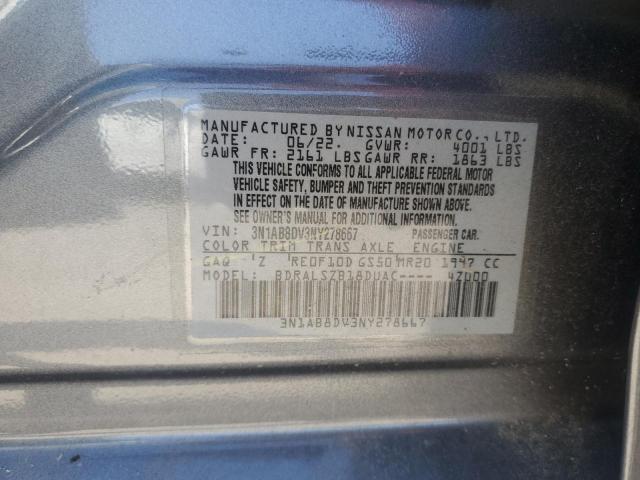 MANUFACTURED BY NISSAN MOTOR CO., LTD.
DATE: 06/22. GVWR: 4001 LBS
GAWR FR: 2161 LBS GAWR RR: 1863 LBS
THIS VEHICLE CONFORMS TO ALL APPLICABLE FEDERAL MOTOR
VEHICLE SAFETY, BUMPER AND THEFT PREVENTION STANDARDS
IN EFFECT ON THE DATE OF MANUFACTURE SHOWN ABOVE.
SEE OWNER'S MANUAL FOR ADDITIONAL INFORMATION.
VIN: 3N1AB8DV3NY278667 PASSENGER CAR.
COLOR TRIM TRANS AXLE ENGINE
GAQ 'Z RE0F10D GS50 MR20 1997 CC
MODEL: BDRALSZB18DUAC---- 4Z000
3N1AB8DV3NY278667